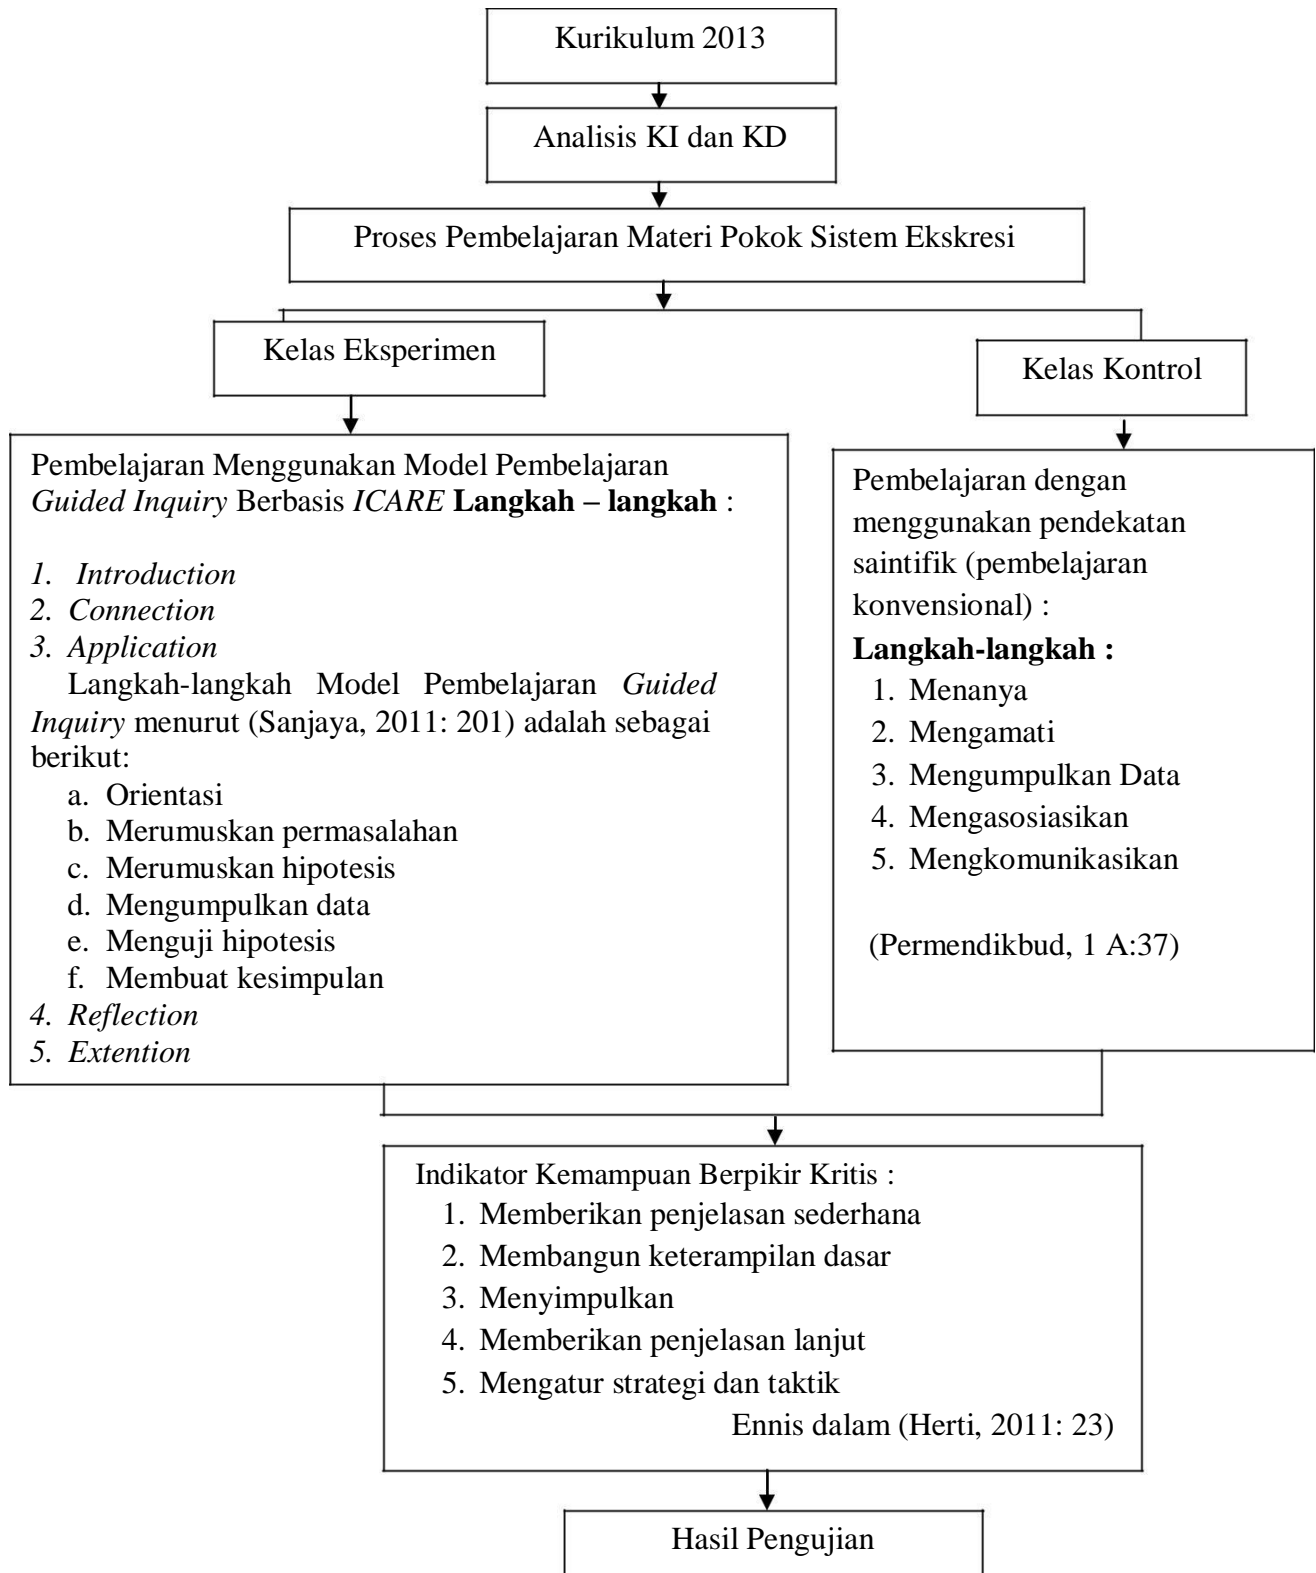 Kurikulum 2013
Analisis KI dan KD
Proses Pembelajaran Materi Pokok Sistem Ekskresi
Kelas Eksperimen
Kelas Kontrol
Pembelajaran Menggunakan Model Pembelajaran
Guided Inquiry Berbasis ICARE Langkah – langkah :
1. Introduction
2. Connection
3. Application
Langkah-langkah Model Pembelajaran Guided
Inquiry menurut (Sanjaya, 2011: 201) adalah sebagai
berikut:
a. Orientasi
b. Merumuskan permasalahan
c. Merumuskan hipotesis
d. Mengumpulkan data
e. Menguji hipotesis
f. Membuat kesimpulan
4. Reflection
5. Extention
Pembelajaran dengan
menggunakan pendekatan
saintifik (pembelajaran
konvensional) :
Langkah-langkah :
1. Menanya
2. Mengamati
3. Mengumpulkan Data
4. Mengasosiasikan
5. Mengkomunikasikan
(Permendikbud, 1 A:37)
Indikator Kemampuan Berpikir Kritis :
1. Memberikan penjelasan sederhana
2. Membangun keterampilan dasar
3. Menyimpulkan
4. Memberikan penjelasan lanjut
5. Mengatur strategi dan taktik
Ennis dalam (Herti, 2011: 23)
Hasil Pengujian